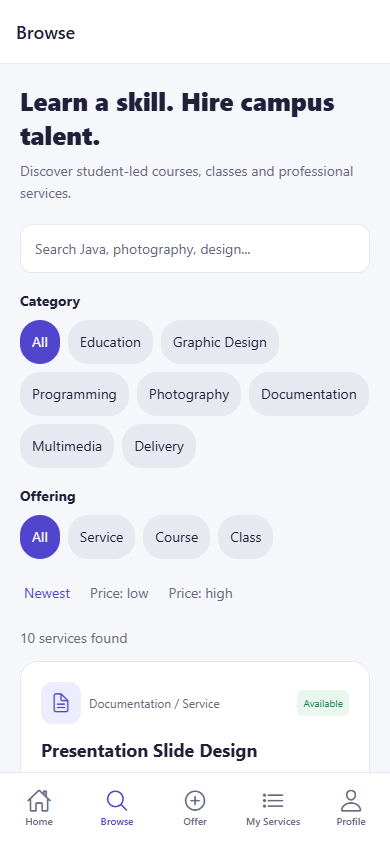 Browse
Learn a skill. Hire campus
talent.
Discover student-led courses, classes and professional
services.
Search Java, photography, design...
Category
All Education Graphic Design
Programming Photography Documentation
Multimedia Delivery
Offering
All Service Course Class
Newest Price: low Price: high
10 services found
Documentation / Service Available
Presentation Slide Design
Home Browse Offer My Services Profile